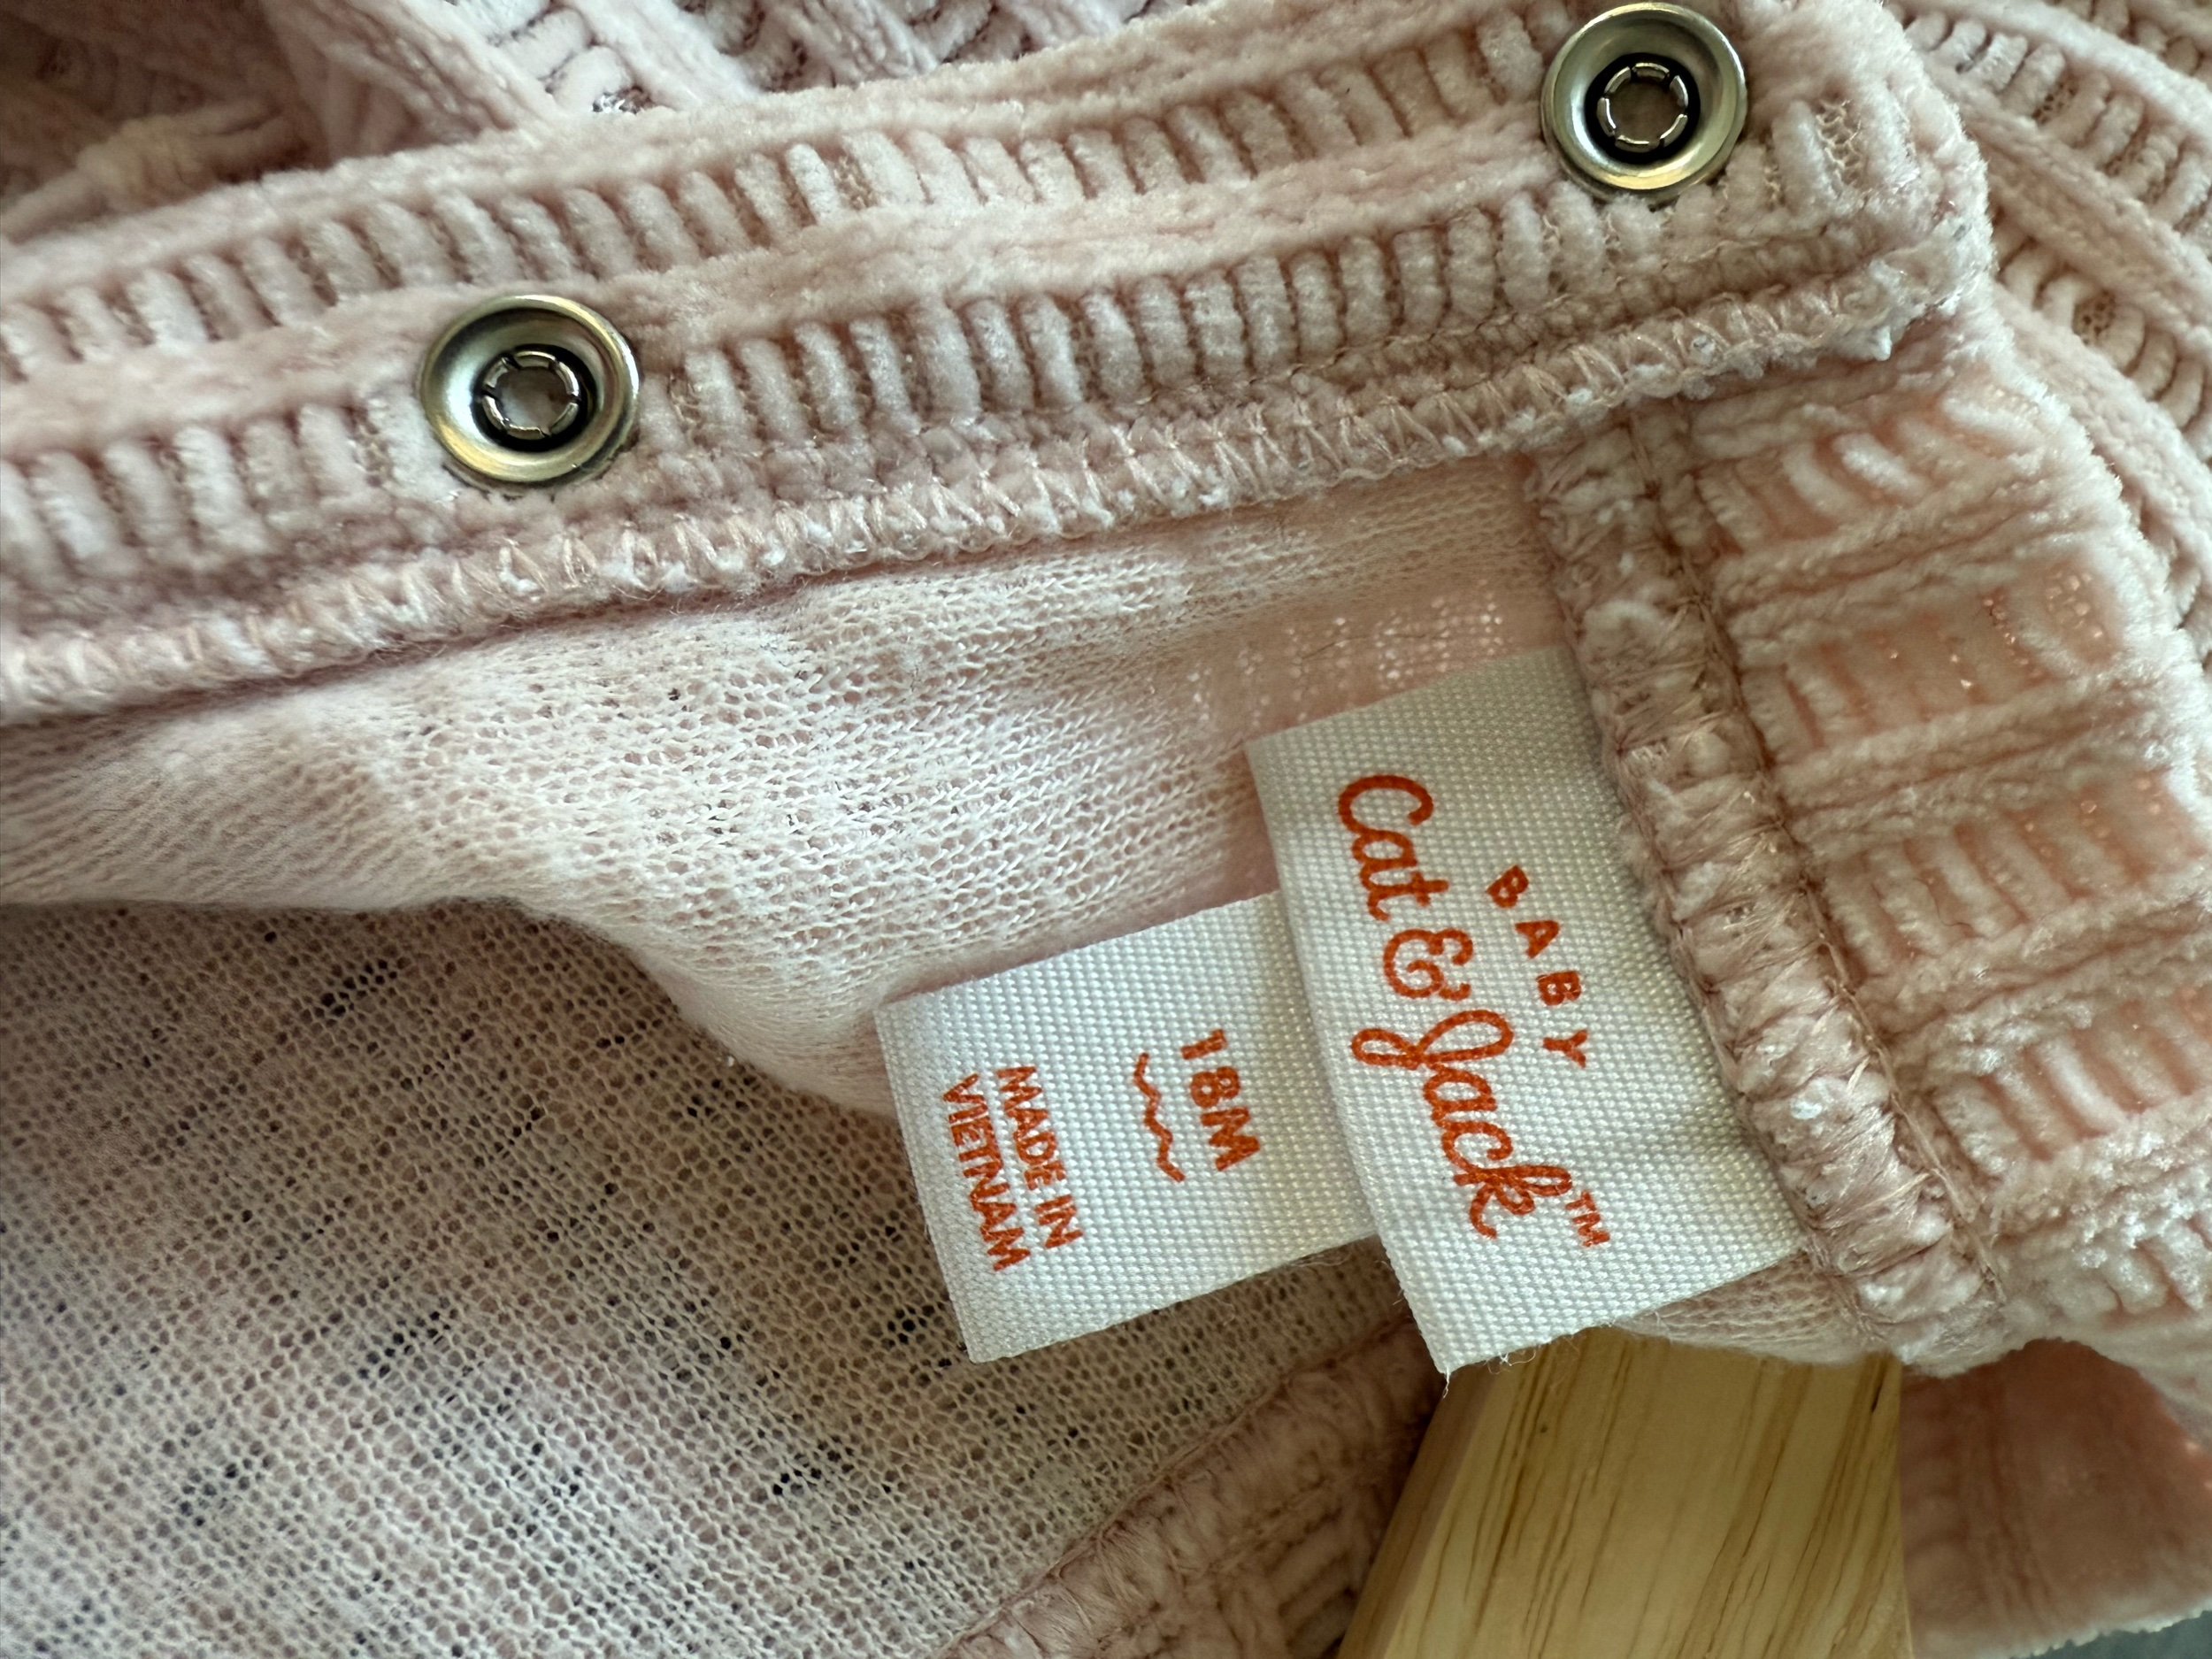 BABY
Cat & Jack™
18M
MADE IN
VIETNAM